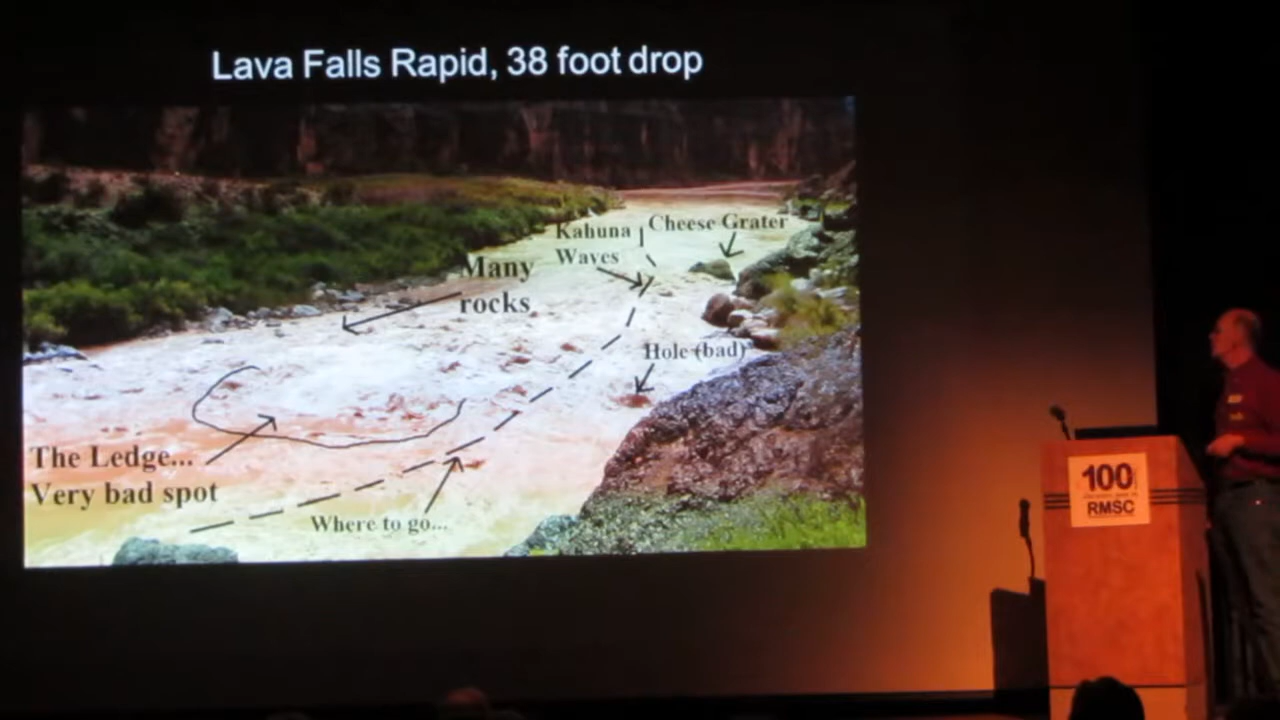 Lava Falls Rapid, 38 foot drop
Kahuna
Waves
Cheese Grater
Many
rocks
Hole (bad)
The Ledge...
Very bad spot
Where to go...
100
RMSC